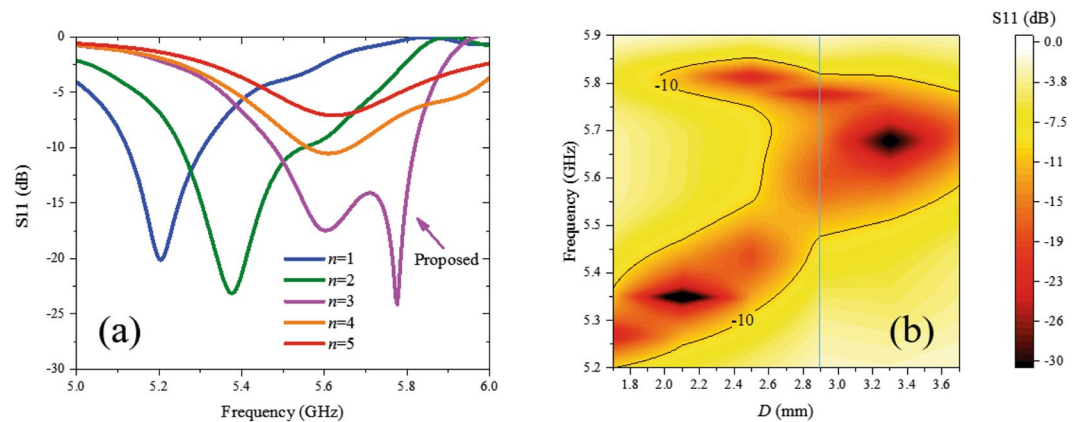 0
-5
-10
-15
-20
-25
-30
S11 (dB)
5.0 5.2 5.4 5.6 5.8 6.0
Frequency (GHz)
n=1
n=2
n=3
n=4
n=5
Proposed
(a)
5.9
5.8
5.7
5.6
5.5
5.4
5.3
5.2
Frequency (GHz)
-10
-10
1.8 2.0 2.2 2.4 2.6 2.8 3.0 3.2 3.4 3.6
D (mm)
(b)
S11 (dB)
0.0
-3.8
-7.5
-11
-15
-19
-23
-26
-30